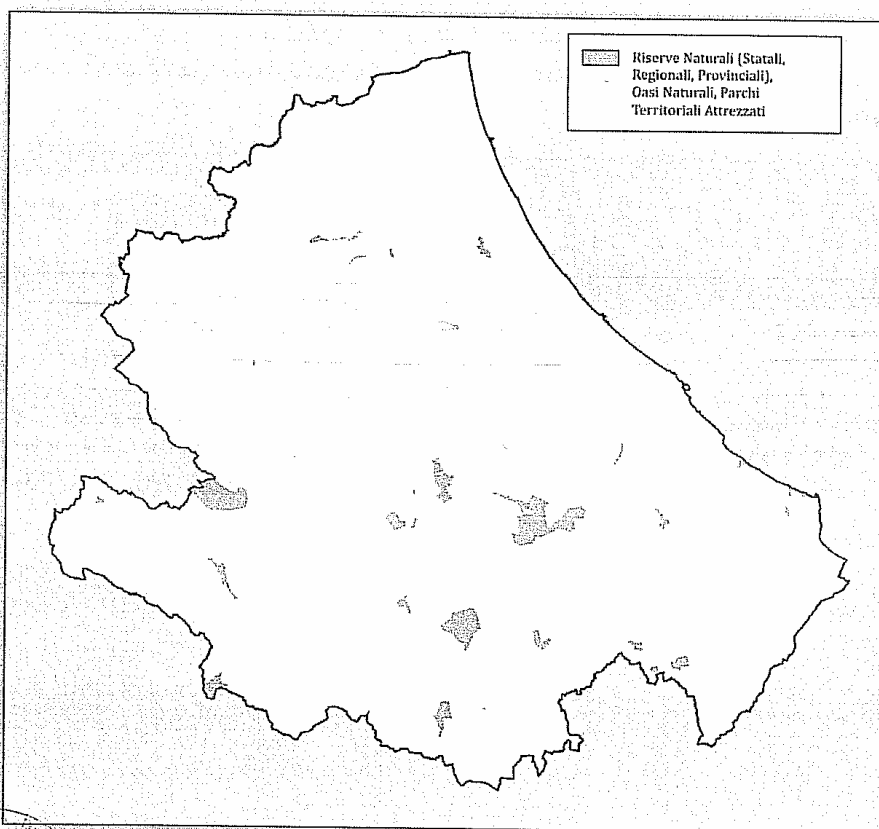 Riserve Naturali (Statali,
Regionali, Provinciali),
Oasi Naturali, Parchi
Territoriali Attrezzati